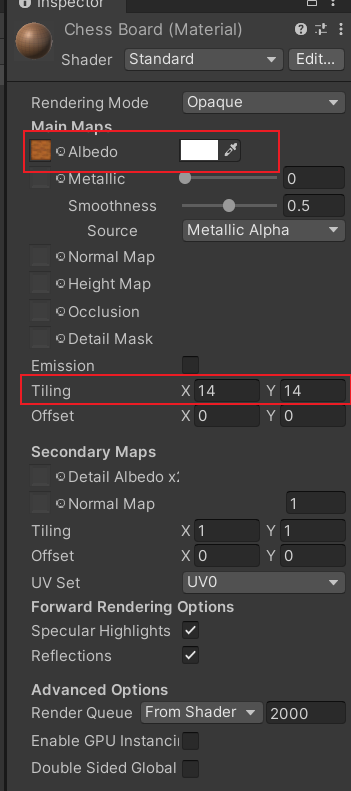 Inspector
Chess Board (Material)
Shader Standard Edit...
Rendering Mode Opaque
Main Maps
Albedo
Metallic 0
Smoothness 0.5
Source Metallic Alpha
Normal Map
Height Map
Occlusion
Detail Mask
Emission
Tiling X 14 Y 14
Offset X 0 Y 0
Secondary Maps
Detail Albedo x2
Normal Map 1
Tiling X 1 Y 1
Offset X 0 Y 0
UV Set UV0
Forward Rendering Options
Specular Highlights
Reflections
Advanced Options
Render Queue From Shader 2000
Enable GPU Instancin
Double Sided Global